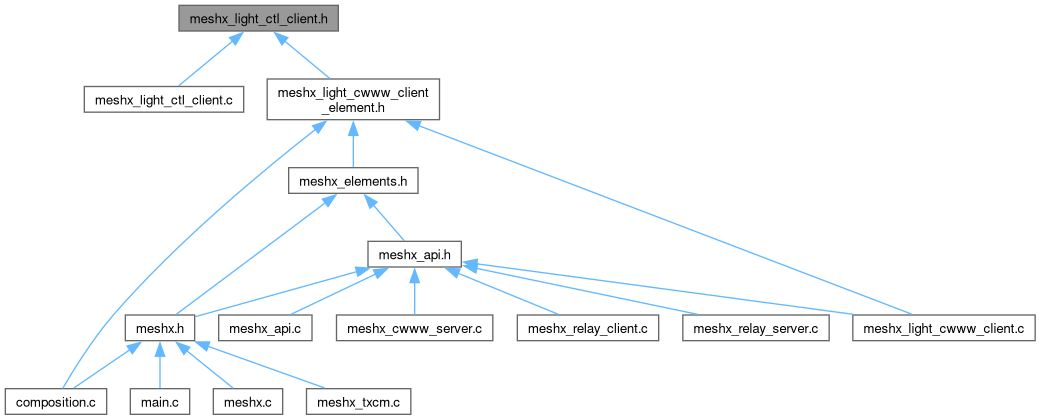 meshx_light_ctl_client.h
meshx_light_ctl_client.c
meshx_light_cwww_client
_element.h
meshx_elements.h
meshx_api.h
meshx.h
meshx_api.c
meshx_cwww_server.c
meshx_relay_client.c
meshx_relay_server.c
meshx_light_cwww_client.c
composition.c
main.c
meshx.c
meshx_txcm.c